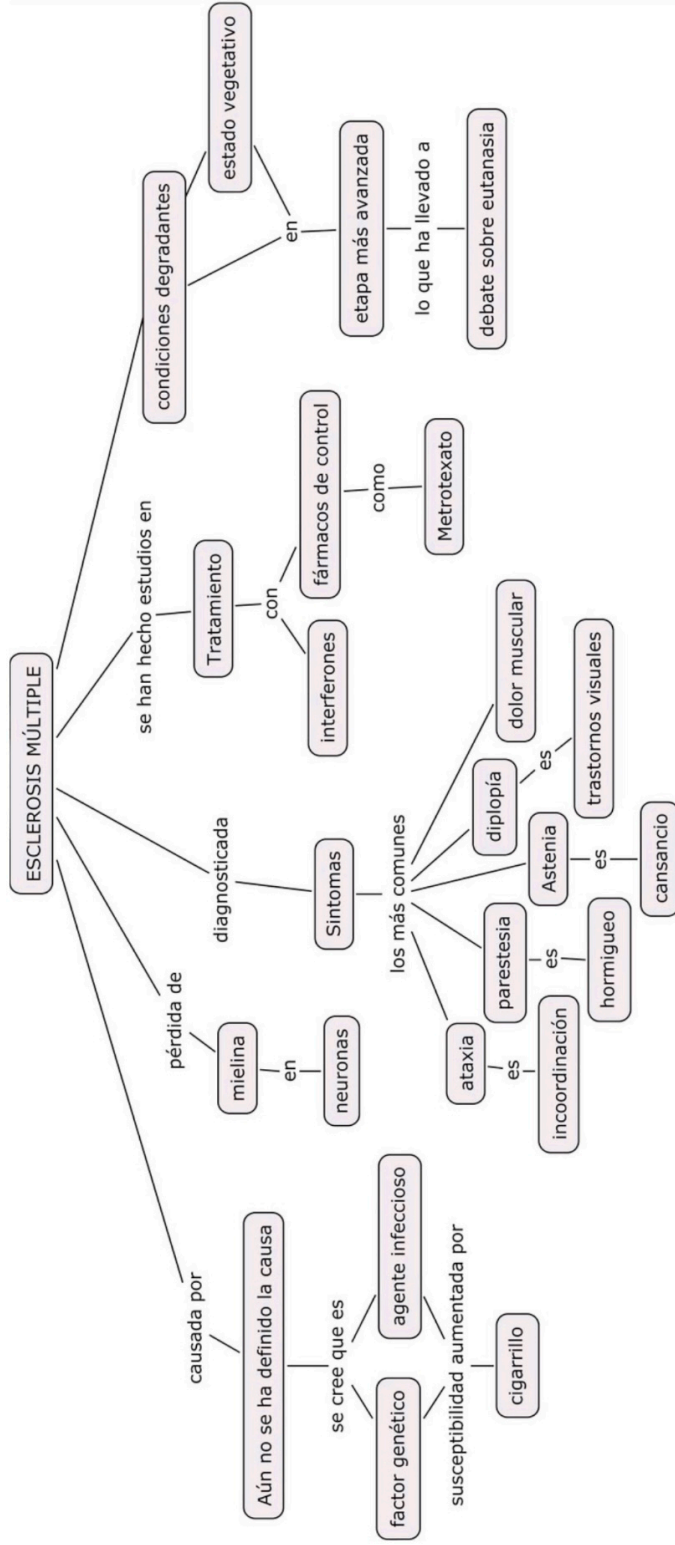 ESCLEROSIS MÚLTIPLE
causada por
Aún no se ha definido la causa
se cree que es
factor genético
agente infeccioso
susceptibilidad aumentada por
cigarrillo
pérdida de
mielina
en
neuronas
diagnosticada
Sintomas
los más comunes
ataxia
es
incoordinación
parestesia
es
hormigueo
Astenia
es
cansancio
diplopía
es
trastornos visuales
dolor muscular
se han hecho estudios en
Tratamiento
con
interferones
fármacos de control
como
Metrotexato
condiciones degradantes
estado vegetativo
en
etapa más avanzada
lo que ha llevado a
debate sobre eutanasia